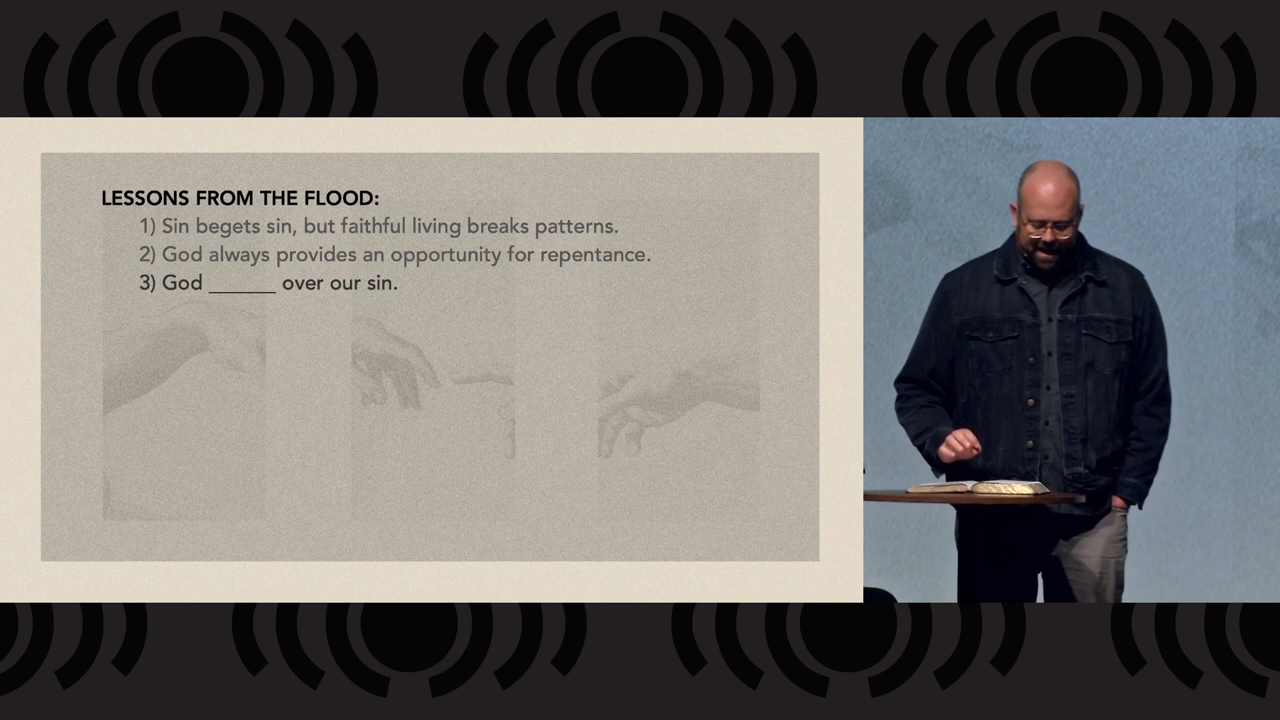 LESSONS FROM THE FLOOD:
1) Sin begets sin, but faithful living breaks patterns.
2) God always provides an opportunity for repentance.
3) God ______ over our sin.